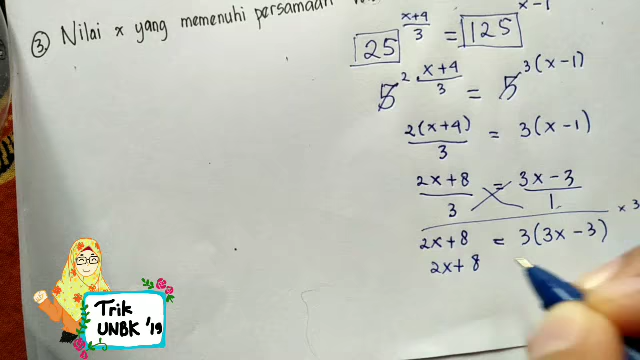 ③ Nilai x yang memenuhi persamaan
25^((x+4)/3) = 125^(x-1)
5^(2 · (x+4)/3) = 5^(3(x-1))
2(x+4)/3 = 3(x-1)
(2x+8)/3 = (3x-3)/1
2x+8 = 3(3x-3) ×3
2x+8
Trik
UNBK '19